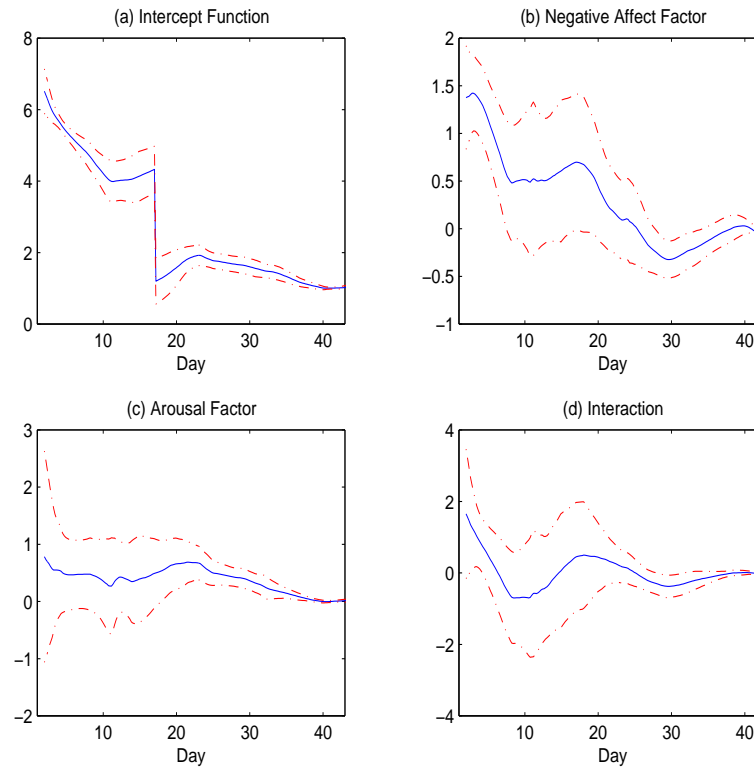 (a) Intercept Function
8
6
4
2
0
10 20 30 40
Day
(b) Negative Affect Factor
2
1.5
1
0.5
0
−0.5
−1
10 20 30 40
Day
(c) Arousal Factor
3
2
1
0
−1
−2
10 20 30 40
Day
(d) Interaction
4
2
0
−2
−4
10 20 30 40
Day